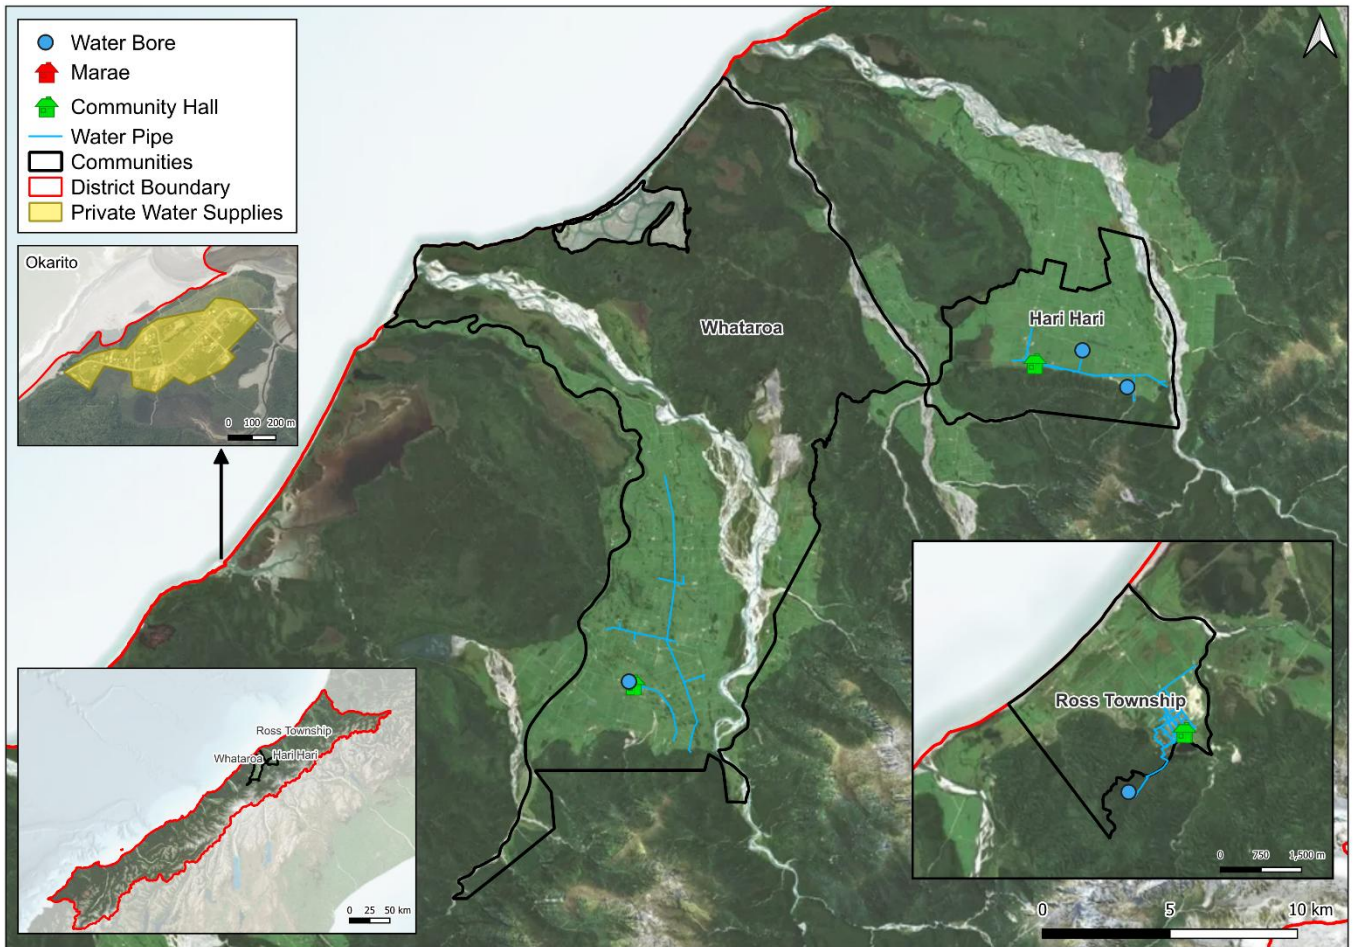 Water Bore
Marae
Community Hall
Water Pipe
Communities
District Boundary
Private Water Supplies
Okarito
0 100 200 m
Whataroa
Hari Hari
Ross Township
0 750 1,500 m
Ross Township
Whataroa
Hari Hari
0 25 50 km
0 5 10 km